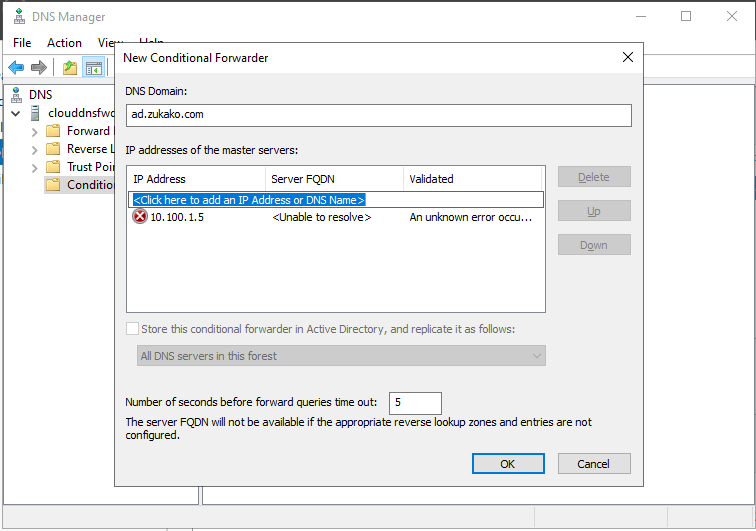 DNS Manager
File Action View Help
New Conditional Forwarder
DNS
clouddnsfwd
Forward L
Reverse L
Trust Poin
Condition
DNS Domain:
ad.zukako.com
IP addresses of the master servers:
IP Address Server FQDN Validated
<Click here to add an IP Address or DNS Name>
10.100.1.5 <Unable to resolve> An unknown error occu...
Delete
Up
Down
Store this conditional forwarder in Active Directory, and replicate it as follows:
All DNS servers in this forest
Number of seconds before forward queries time out: 5
The server FQDN will not be available if the appropriate reverse lookup zones and entries are not
configured.
OK Cancel